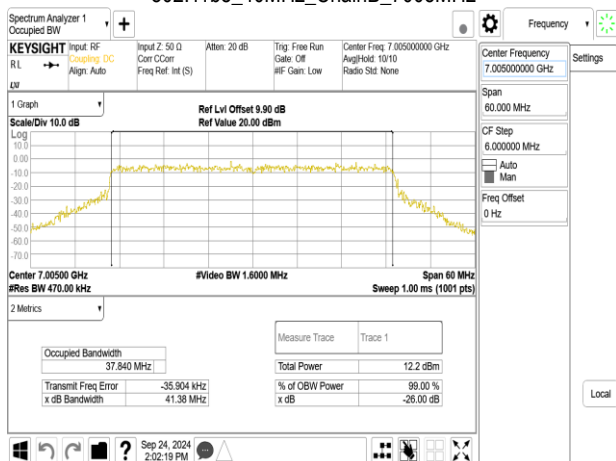 Spectrum Analyzer 1
Occupied BW
Frequency
KEYSIGHT
RL
Input: RF
Coupling: DC
Align: Auto
Input Z: 50 Ω
Corr CCorr
Freq Ref: Int (S)
Atten: 20 dB
Trig: Free Run
Gate: Off
#IF Gain: Low
Center Freq: 7.005000000 GHz
Avg|Hold: 10/10
Radio Std: None
Center Frequency
7.005000000 GHz
Settings
Span
60.000 MHz
CF Step
6.000000 MHz
Auto
Man
Freq Offset
0 Hz
1 Graph
Scale/Div 10.0 dB
Ref Lvl Offset 9.90 dB
Ref Value 20.00 dBm
Log
10.0
0.00
-10.0
-20.0
-30.0
-40.0
-50.0
-60.0
-70.0
Center 7.00500 GHz
#Video BW 1.6000 MHz
Span 60 MHz
#Res BW 470.00 kHz
Sweep 1.00 ms (1001 pts)
2 Metrics
Measure Trace
Trace 1
Occupied Bandwidth
37.840 MHz
Total Power
12.2 dBm
Transmit Freq Error
-35.904 kHz
% of OBW Power
99.00 %
x dB Bandwidth
41.38 MHz
x dB
-26.00 dB
Local
Sep 24, 2024
2:02:19 PM